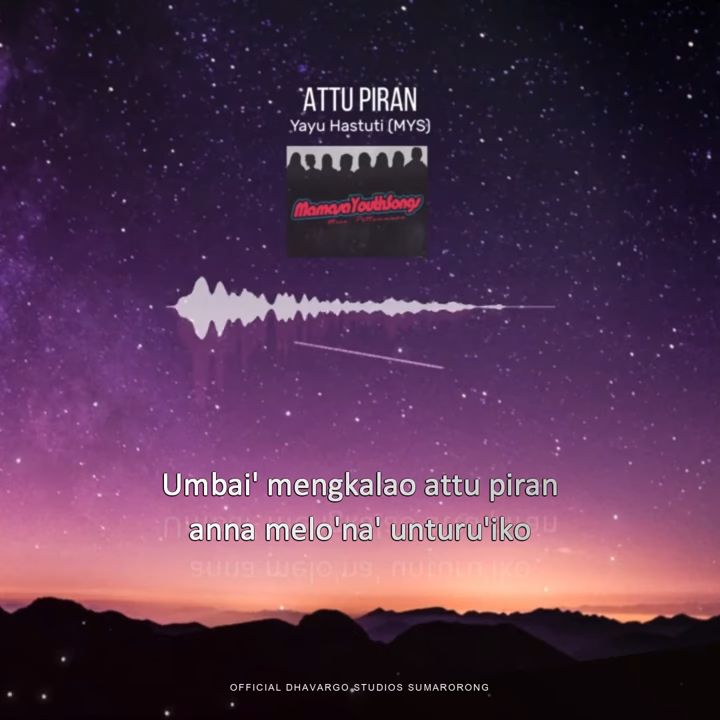 ATTU PIRAN
Yayu Hastuti (MYS)
MamasaYouthSongs
Umbai' mengkalao attu piran
anna melo'na' unturu'iko
OFFICIAL DHAVARGO STUDIOS SUMARORONG